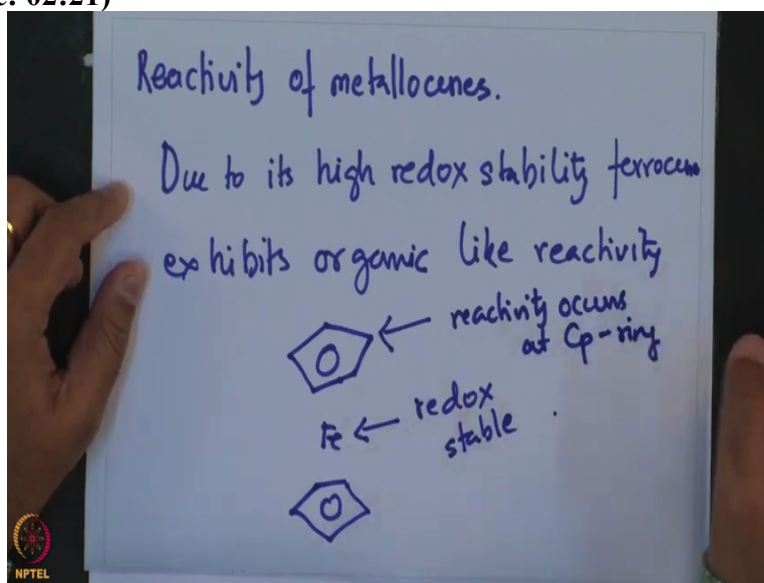 c: 02:21)
Reactivity of metallocenes.
Due to its high redox stability ferrocene
exhibits organic like reactivity
reactivity occurs
at Cp-ring
Fe
redox
stable .
NPTEL